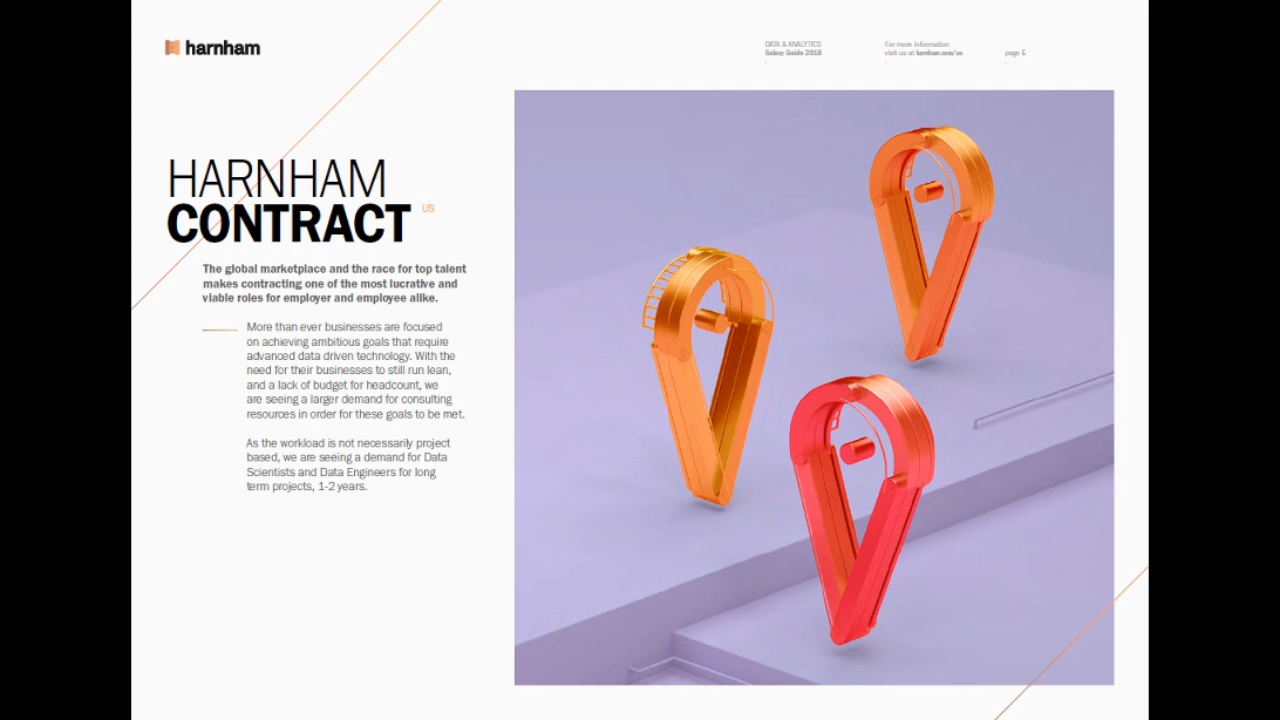 harnham
DATA & ANALYTICS
Salary Guide 2018
For more information
visit us at harnham.com/us
page 5
HARNHAM
CONTRACT US
The global marketplace and the race for top talent
makes contracting one of the most lucrative and
viable roles for employer and employee alike.
More than ever businesses are focused
on achieving ambitious goals that require
advanced data driven technology. With the
need for their businesses to still run lean,
and a lack of budget for headcount, we
are seeing a larger demand for consulting
resources in order for these goals to be met.
As the workload is not necessarily project
based, we are seeing a demand for Data
Scientists and Data Engineers for long
term projects, 1-2 years.